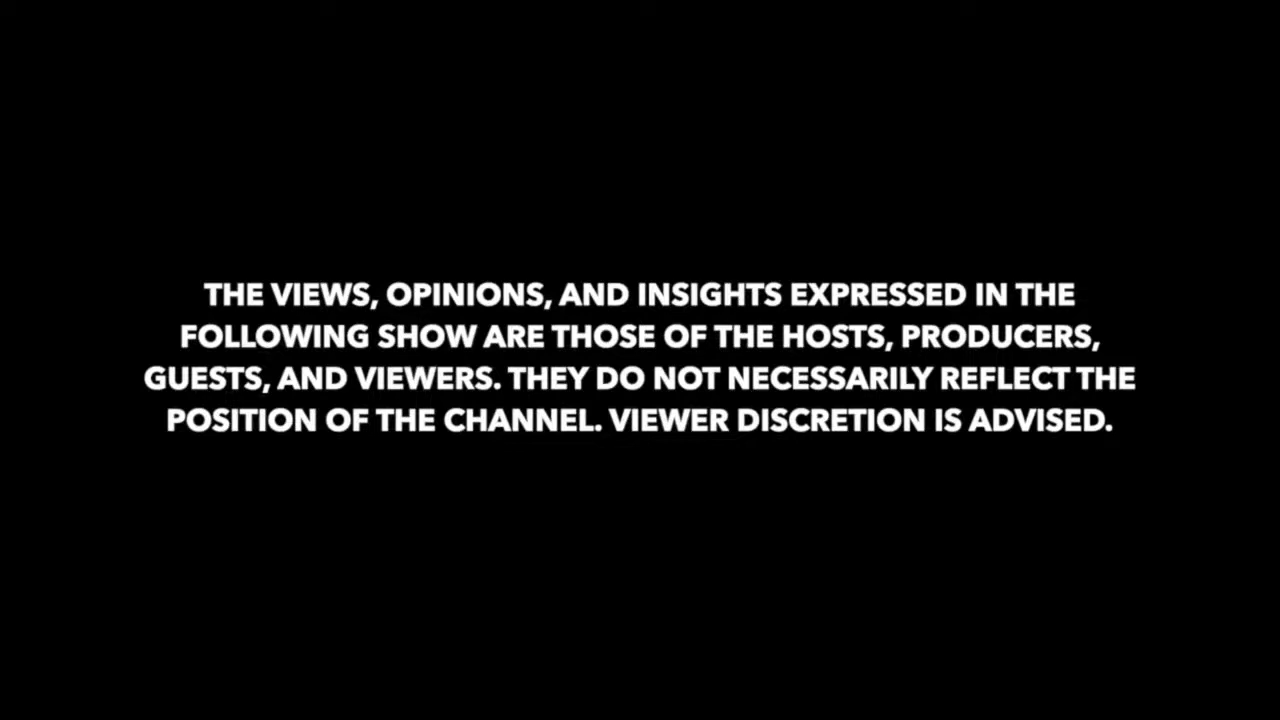 THE VIEWS, OPINIONS, AND INSIGHTS EXPRESSED IN THE
FOLLOWING SHOW ARE THOSE OF THE HOSTS, PRODUCERS,
GUESTS, AND VIEWERS. THEY DO NOT NECESSARILY REFLECT THE
POSITION OF THE CHANNEL. VIEWER DISCRETION IS ADVISED.